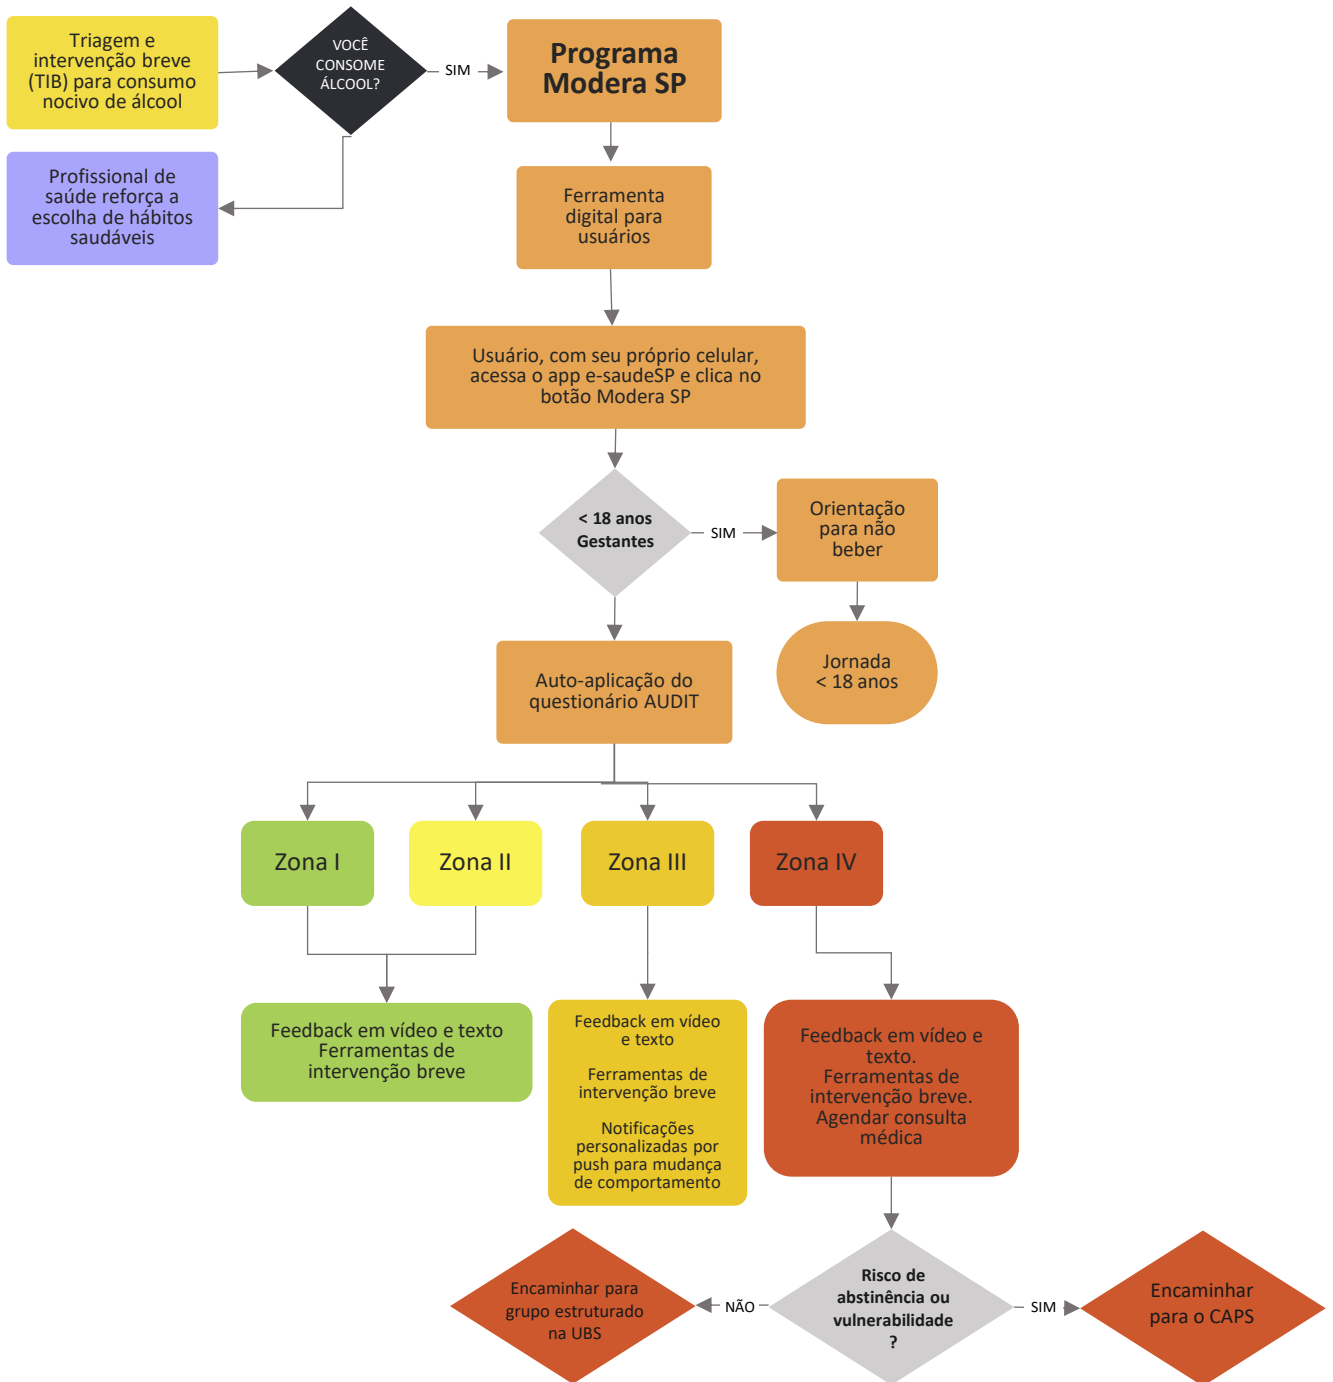 Triagem e
intervenção breve
(TIB) para consumo
nocivo de álcool
VOCÊ
CONSOME
ÁLCOOL?
SIM
Programa
Modera SP
Profissional de
saúde reforça a
escolha de hábitos
saudáveis
Ferramenta
digital para
usuários
Usuário, com seu próprio celular,
acessa o app e-saudeSP e clica no
botão Modera SP
< 18 anos
Gestantes
SIM
Orientação
para não
beber
Jornada
< 18 anos
Auto-aplicação do
questionário AUDIT
Zona I
Zona II
Zona III
Zona IV
Feedback em vídeo e texto
Ferramentas de
intervenção breve
Feedback em vídeo
e texto
Ferramentas de
intervenção breve
Notificações
personalizadas por
push para mudança
de comportamento
Feedback em vídeo e
texto.
Ferramentas de
intervenção breve.
Agendar consulta
médica
Encaminhar para
grupo estruturado
na UBS
NÃO
Risco de
abstinência ou
vulnerabilidade
?
SIM
Encaminhar
para o CAPS